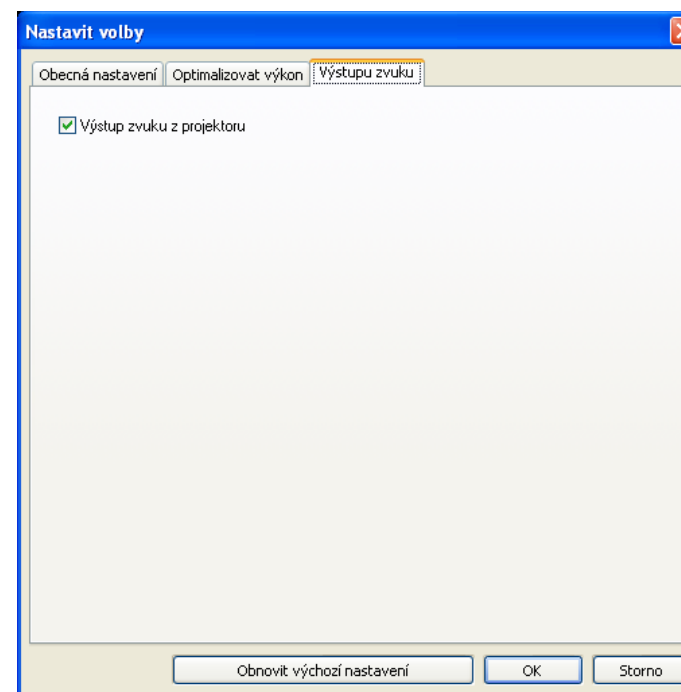 Nastavit volby
Obecná nastavení Optimalizovat výkon Výstupu zvuku
Výstup zvuku z projektoru
Obnovit výchozí nastavení OK Storno